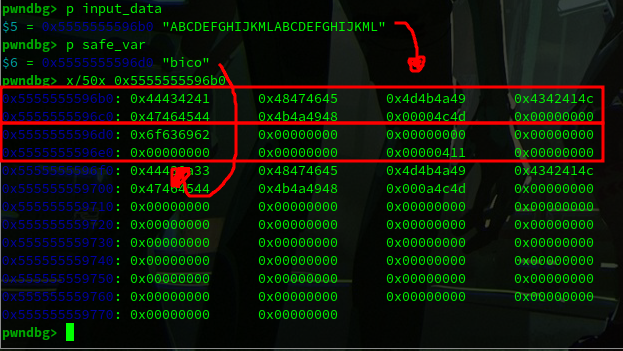 pwndbg> p input_data
$5 = 0x5555555596b0 "ABCDEFGHIJKMLABCDEFGHIJKML"
pwndbg> p safe_var
$6 = 0x5555555596d0 "bico"
pwndbg> x/50x 0x5555555596b0
0x5555555596b0: 0x44434241 0x48474645 0x4d4b4a49 0x4342414c
0x5555555596c0: 0x47464544 0x4b4a4948 0x00004c4d 0x00000000
0x5555555596d0: 0x6f636962 0x00000000 0x00000000 0x00000000
0x5555555596e0: 0x00000000 0x00000000 0x00000411 0x00000000
0x5555555596f0: 0x48474645 0x4d4b4a49 0x4342414c
0x555555559700: 0x47464544 0x4b4a4948 0x000a4c4d 0x00000000
0x555555559710: 0x00000000 0x00000000 0x00000000 0x00000000
0x555555559720: 0x00000000 0x00000000 0x00000000 0x00000000
0x555555559730: 0x00000000 0x00000000 0x00000000 0x00000000
0x555555559740: 0x00000000 0x00000000 0x00000000 0x00000000
0x555555559750: 0x00000000 0x00000000 0x00000000 0x00000000
0x555555559760: 0x00000000 0x00000000 0x00000000 0x00000000
0x555555559770: 0x00000000 0x00000000
pwndbg>